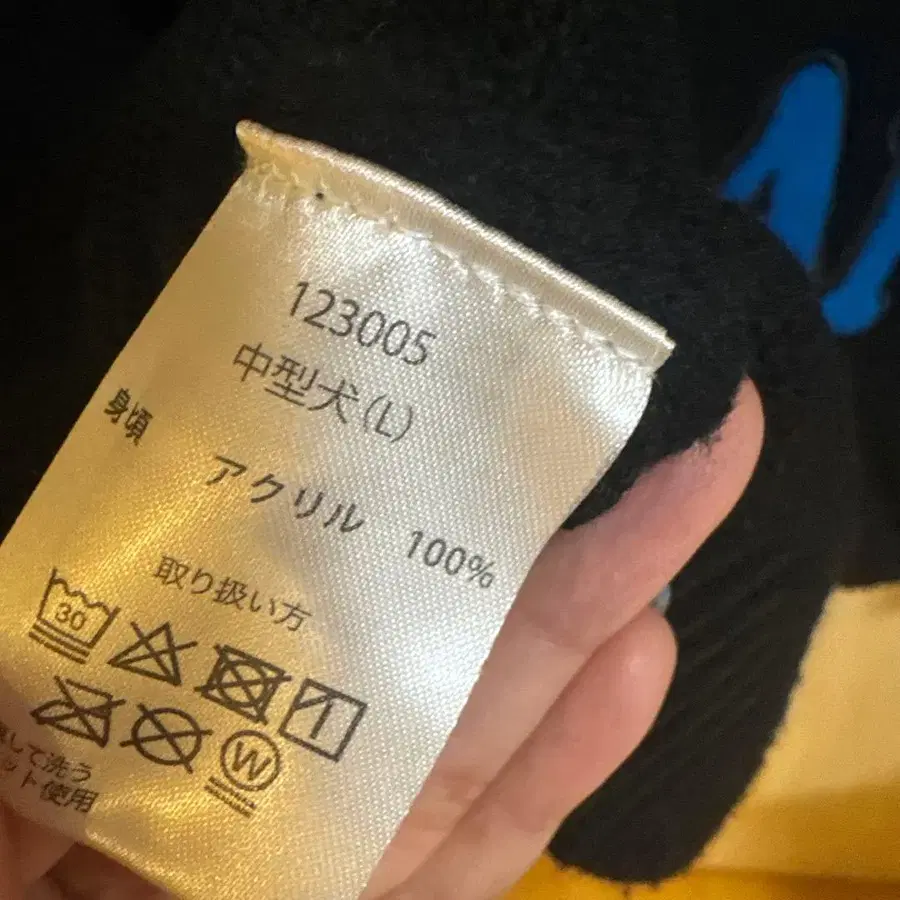 123005
中型犬(L)
身頃
アクリル 100%
取り扱い方
30
W
して洗う
ット使用